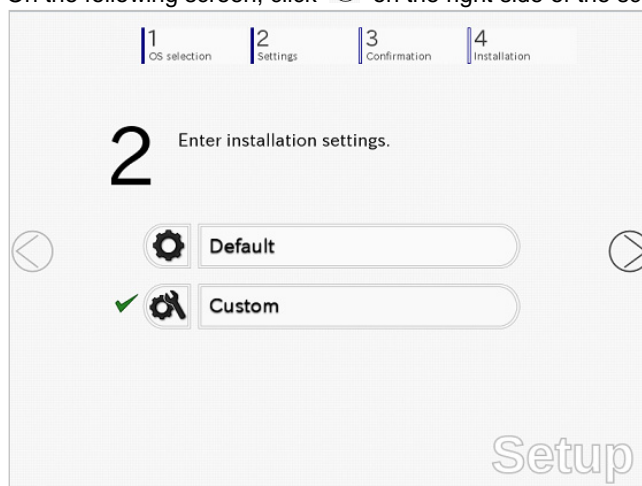 On the following screen, click on the right side of the sc
1
OS selection
2
Settings
3
Confirmation
4
Installation
2
Enter installation settings.
Default
Custom
Setup